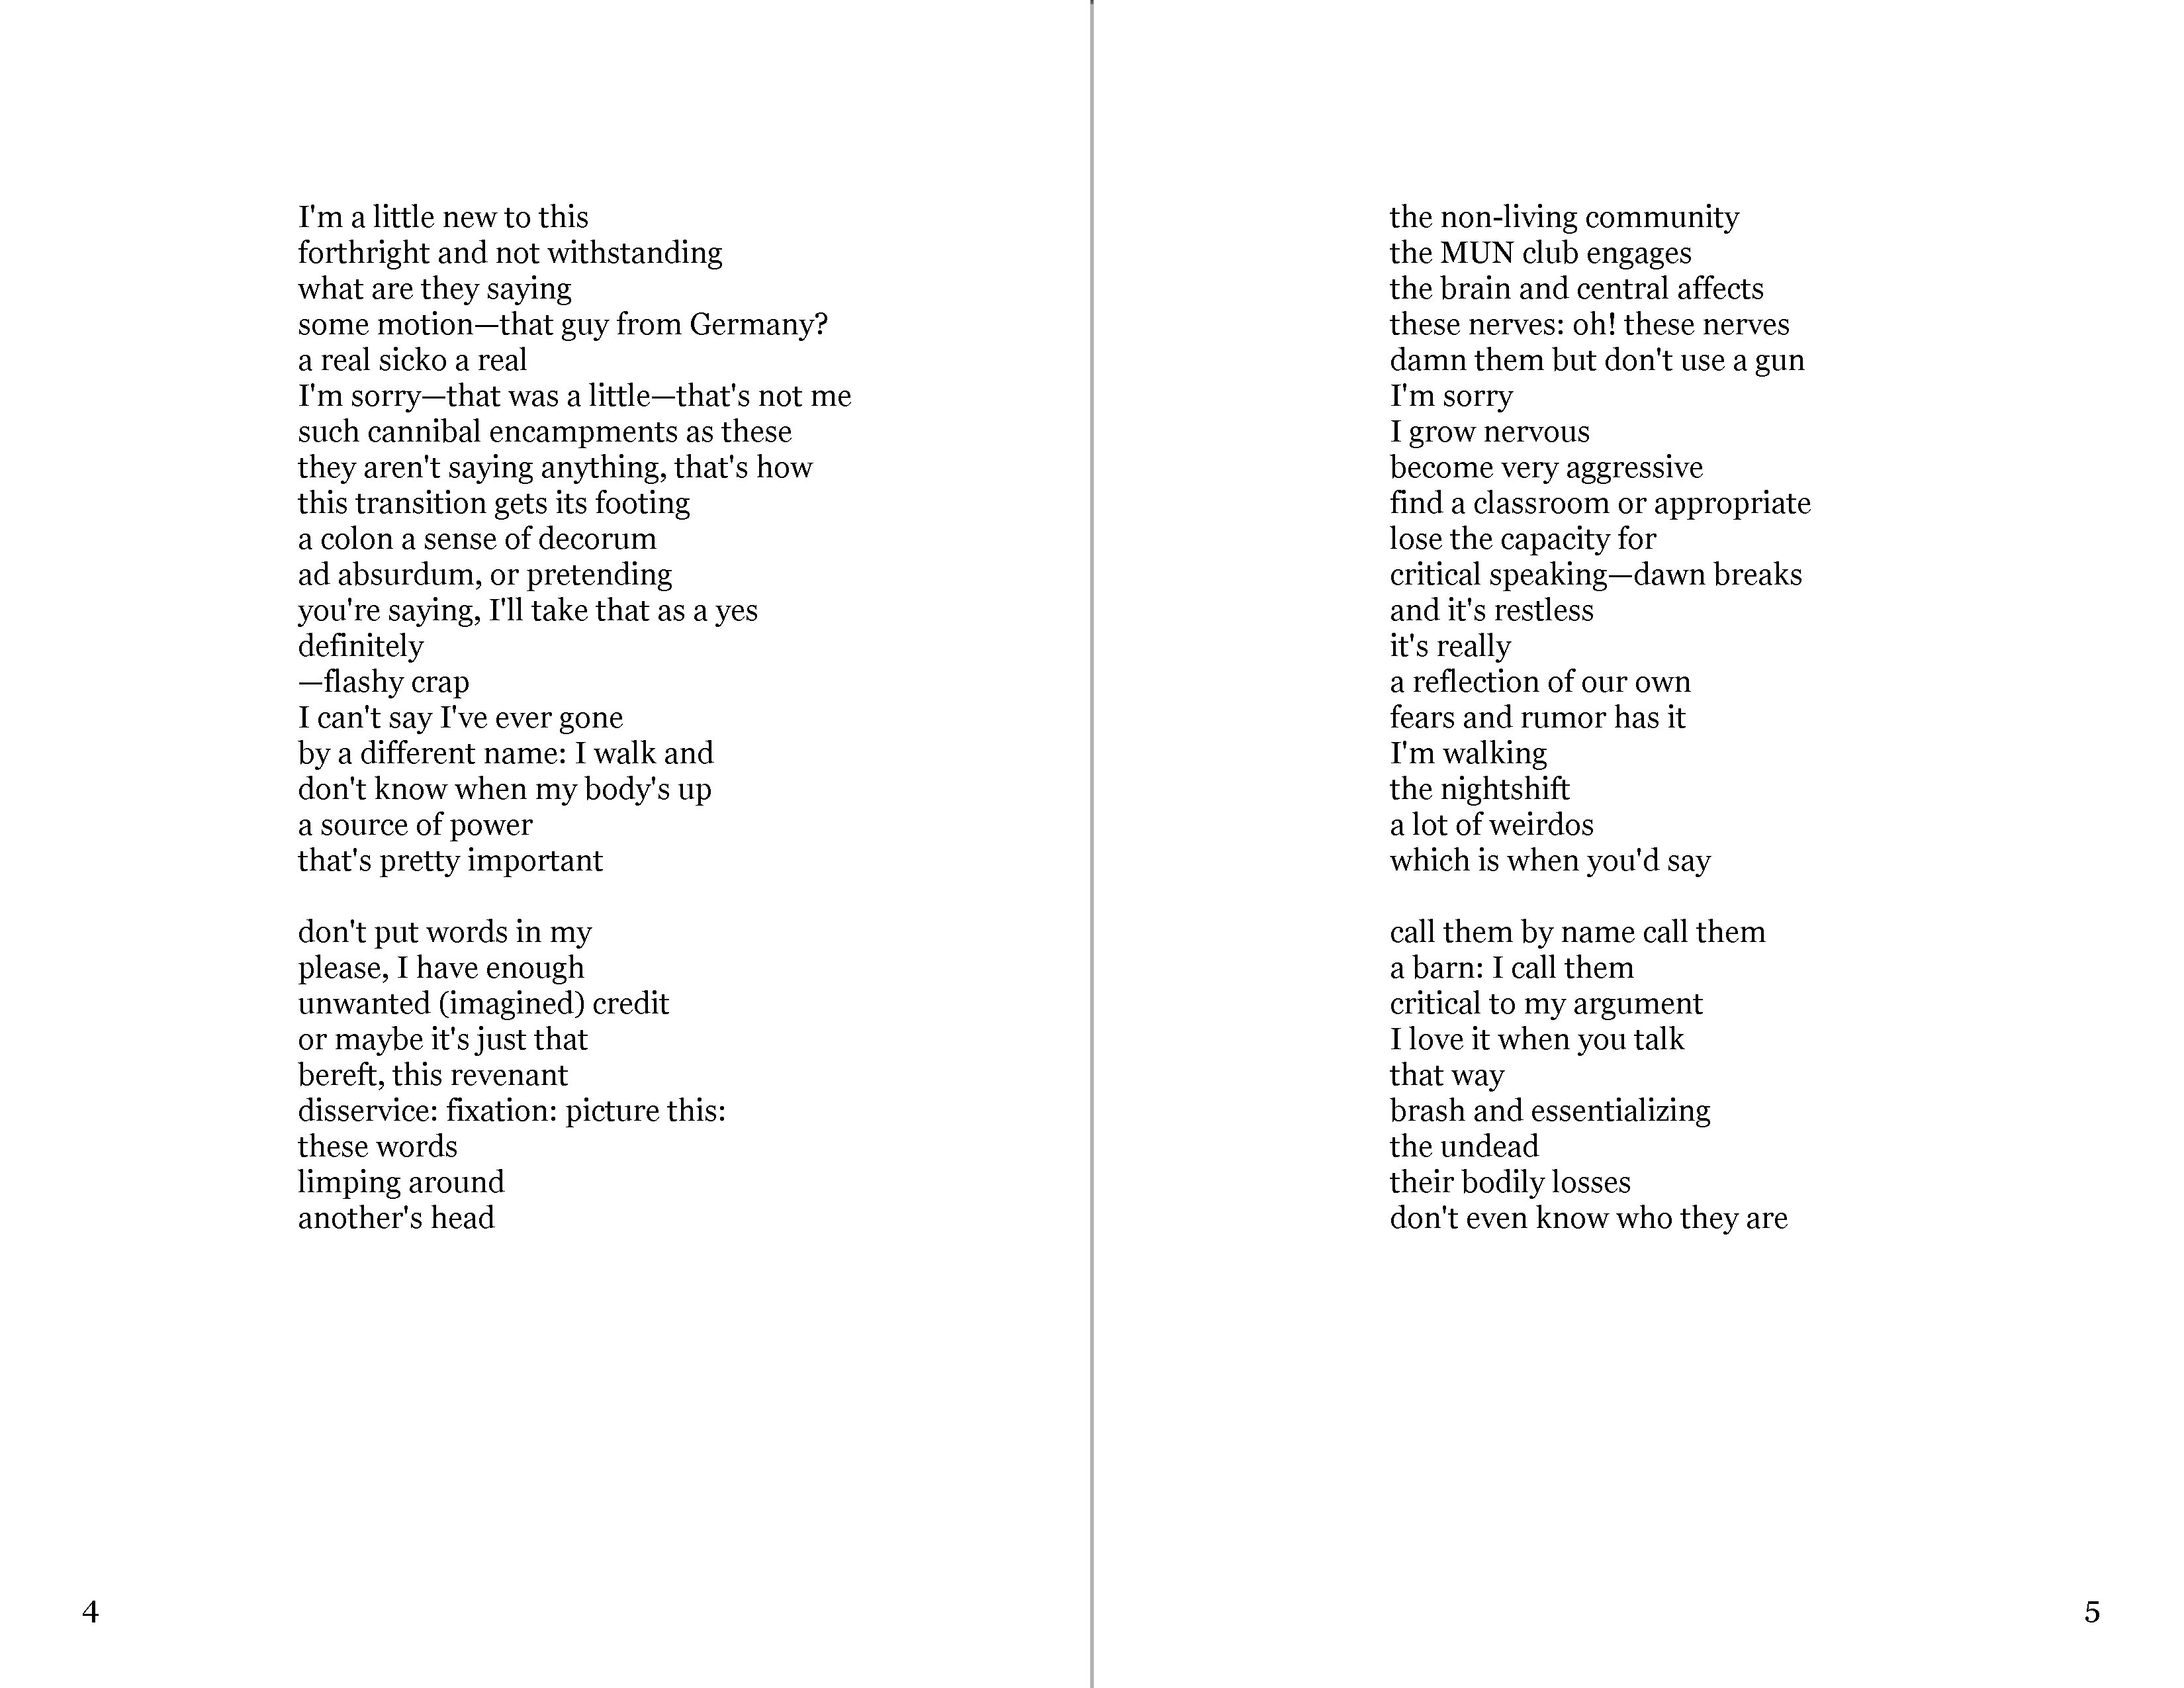 I'm a little new to this
forthright and not withstanding
what are they saying
some motion—that guy from Germany?
a real sicko a real
I'm sorry—that was a little—that's not me
such cannibal encampments as these
they aren't saying anything, that's how
this transition gets its footing
a colon a sense of decorum
ad absurdum, or pretending
you're saying, I'll take that as a yes
definitely
—flashy crap
I can't say I've ever gone
by a different name: I walk and
don't know when my body's up
a source of power
that's pretty important

don't put words in my
please, I have enough
unwanted (imagined) credit
or maybe it's just that
bereft, this revenant
disservice: fixation: picture this:
these words
limping around
another's head
4
the non-living community
the MUN club engages
the brain and central affects
these nerves: oh! these nerves
damn them but don't use a gun
I'm sorry
I grow nervous
become very aggressive
find a classroom or appropriate
lose the capacity for
critical speaking—dawn breaks
and it's restless
it's really
a reflection of our own
fears and rumor has it
I'm walking
the nightshift
a lot of weirdos
which is when you'd say

call them by name call them
a barn: I call them
critical to my argument
I love it when you talk
that way
brash and essentializing
the undead
their bodily losses
don't even know who they are
5